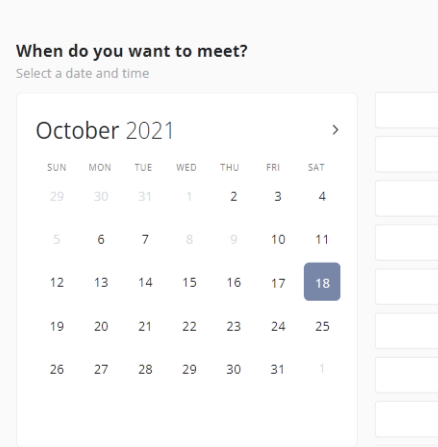 When do you want to meet?
Select a date and time
October 2021 >
SUN MON TUE WED THU FRI SAT
29 30 31 1 2 3 4
5 6 7 8 9 10 11
12 13 14 15 16 17 18
19 20 21 22 23 24 25
26 27 28 29 30 31 1